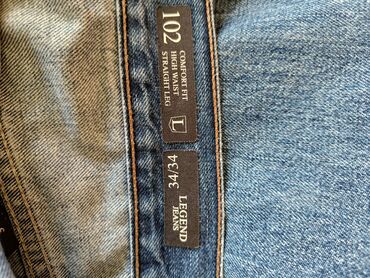 102
COMFORT FIT
HIGH WAIST
STRAIGHT LEG
L
34/34
LEGEND
JEANS